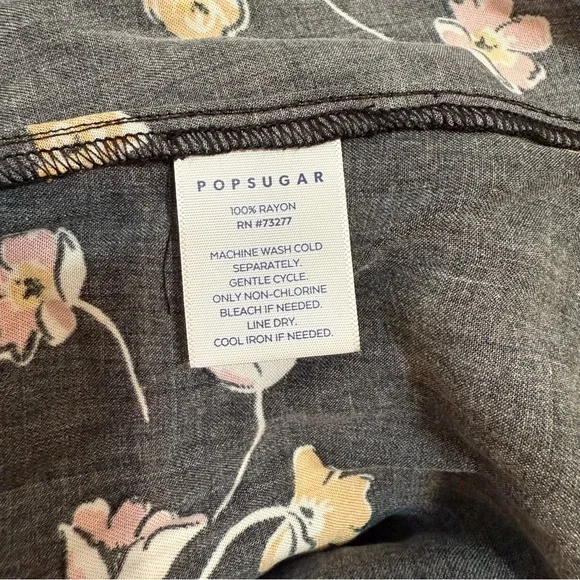 POPSUGAR
100% RAYON
RN #73277
MACHINE WASH COLD
SEPARATELY.
GENTLE CYCLE.
ONLY NON-CHLORINE
BLEACH IF NEEDED.
LINE DRY.
COOL IRON IF NEEDED.